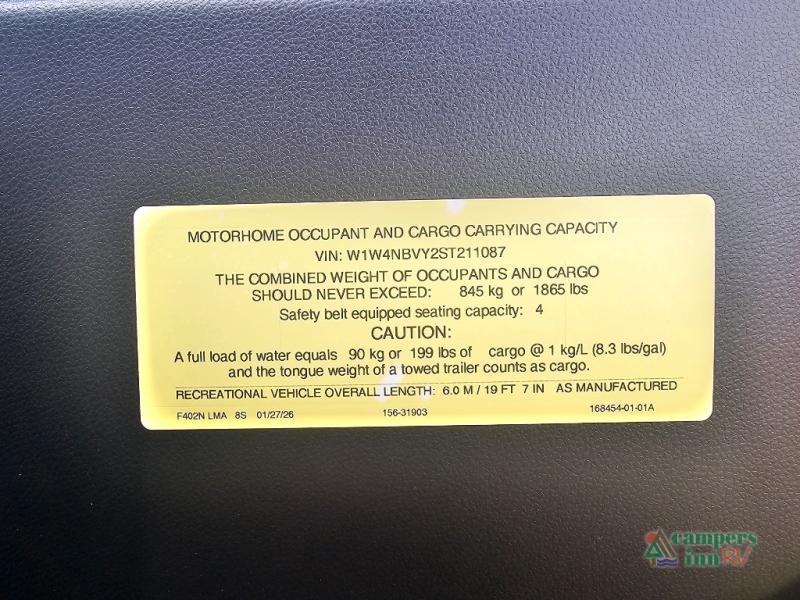 MOTORHOME OCCUPANT AND CARGO CARRYING CAPACITY
VIN: W1W4NBVY2ST211087
THE COMBINED WEIGHT OF OCCUPANTS AND CARGO
SHOULD NEVER EXCEED: 845 kg or 1865 lbs
Safety belt equipped seating capacity: 4
CAUTION:
A full load of water equals 90 kg or 199 lbs of cargo @ 1 kg/L (8.3 lbs/gal)
and the tongue weight of a towed trailer counts as cargo.
RECREATIONAL VEHICLE OVERALL LENGTH: 6.0 M / 19 FT 7 IN AS MANUFACTURED
F402N LMA 8S 01/27/26 156-31903 168454-01-01A
campers
inn RV